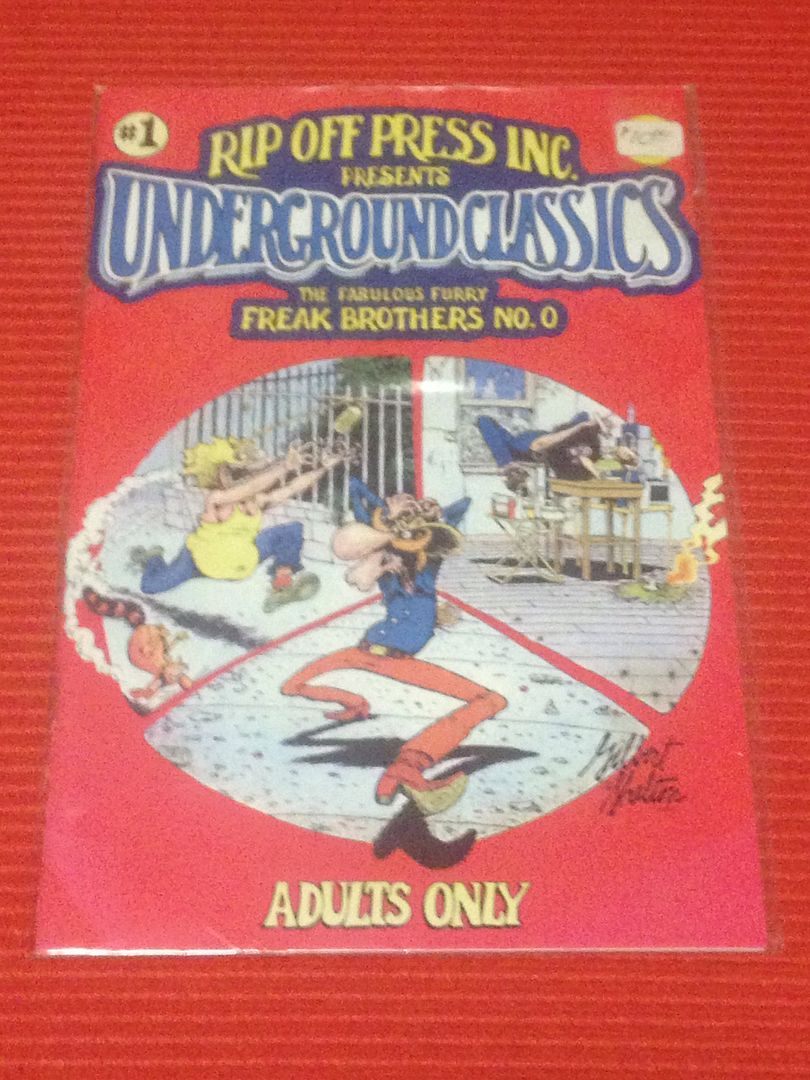 #1
RIP OFF PRESS INC.
PRESENTS
UNDERGROUND CLASSICS
THE FABULOUS FURRY
FREAK BROTHERS NO. 0
Gilbert
Shelton
ADULTS ONLY